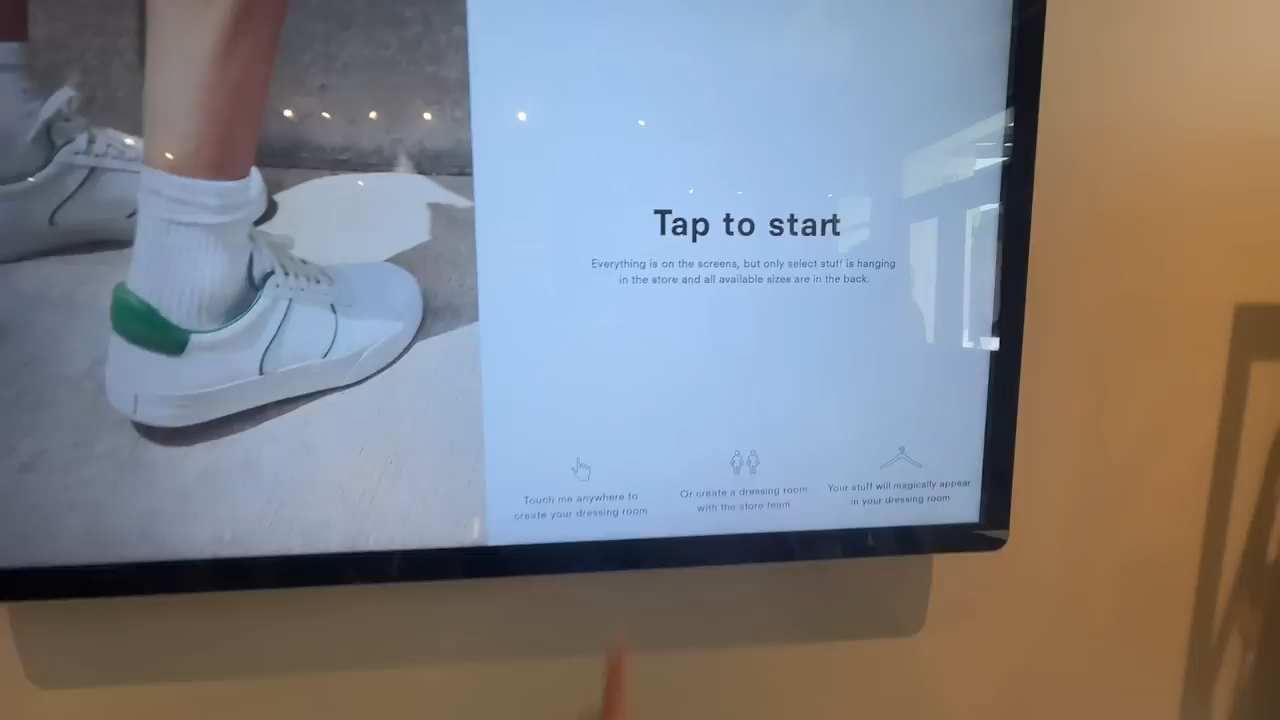 Tap to start
Everything is on the screens, but only select stuff is hanging
in the store and all available sizes are in the back.
Touch me anywhere to
create your dressing room
Or create a dressing room
with the store team
Your stuff will magically appear
in your dressing room